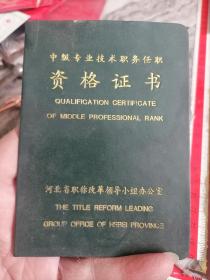 中级专业技术职务任职
资格证书
QUALIFICATION CERTIFICATE
OF MIDDLE PROFESSIONAL RANK
河北省职称改革领导小组办公室
THE TITLE REFORM LEADING
GROUP OFFICE OF HEBEI PROVINCE